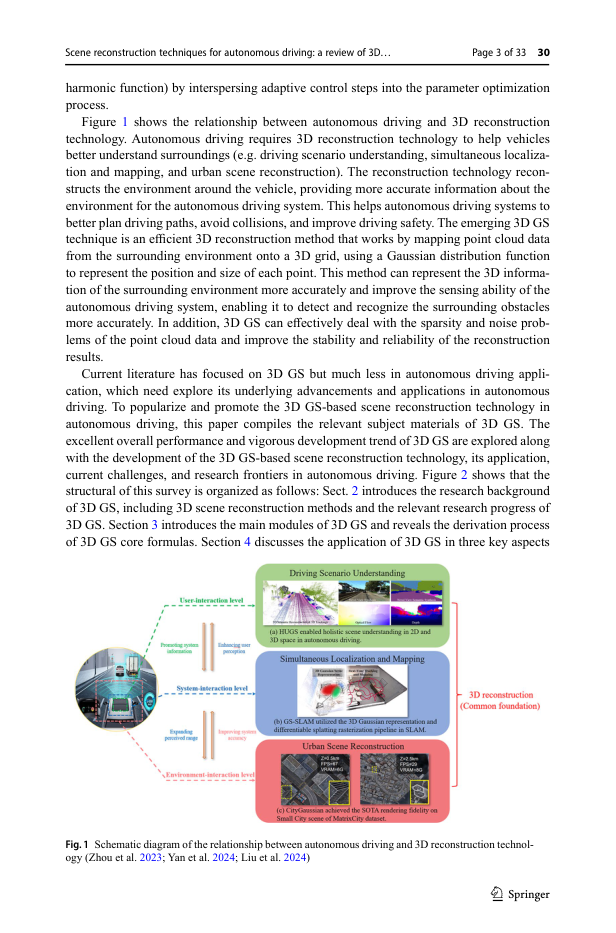 Scene reconstruction techniques for autonomous driving: a review of 3D…
Page 3 of 33 30
harmonic function) by interspersing adaptive control steps into the parameter optimization
process.
Figure 1 shows the relationship between autonomous driving and 3D reconstruction
technology. Autonomous driving requires 3D reconstruction technology to help vehicles
better understand surroundings (e.g. driving scenario understanding, simultaneous localiza-
tion and mapping, and urban scene reconstruction). The reconstruction technology recon-
structs the environment around the vehicle, providing more accurate information about the
environment for the autonomous driving system. This helps autonomous driving systems to
better plan driving paths, avoid collisions, and improve driving safety. The emerging 3D GS
technique is an efficient 3D reconstruction method that works by mapping point cloud data
from the surrounding environment onto a 3D grid, using a Gaussian distribution function
to represent the position and size of each point. This method can represent the 3D informa-
tion of the surrounding environment more accurately and improve the sensing ability of the
autonomous driving system, enabling it to detect and recognize the surrounding obstacles
more accurately. In addition, 3D GS can effectively deal with the sparsity and noise prob-
lems of the point cloud data and improve the stability and reliability of the reconstruction
results.
Current literature has focused on 3D GS but much less in autonomous driving appli-
cation, which need explore its underlying advancements and applications in autonomous
driving. To popularize and promote the 3D GS-based scene reconstruction technology in
autonomous driving, this paper compiles the relevant subject materials of 3D GS. The
excellent overall performance and vigorous development trend of 3D GS are explored along
with the development of the 3D GS-based scene reconstruction technology, its application,
current challenges, and research frontiers in autonomous driving. Figure 2 shows that the
structural of this survey is organized as follows: Sect. 2 introduces the research background
of 3D GS, including 3D scene reconstruction methods and the relevant research progress of
3D GS. Section 3 introduces the main modules of 3D GS and reveals the derivation process
of 3D GS core formulas. Section 4 discusses the application of 3D GS in three key aspects
User-interaction level
Promoting system
information
Enhancing user
perception
System-interaction level
Expanding
perceived range
Improving system
accuracy
Environment-interaction level
Driving Scenario Understanding
(a) HUGS enabled holistic scene understanding in 2D and
3D space in autonomous driving.
Simultaneous Localization and Mapping
(b) GS-SLAM utilized the 3D Gaussian representation and
differentiable splatting rasterization pipeline in SLAM.
Urban Scene Reconstruction
(c) CityGaussian achieved the SOTA rendering fidelity on
Small City scene of MatrixCity dataset.
3D reconstruction
(Common foundation)
Fig. 1 Schematic diagram of the relationship between autonomous driving and 3D reconstruction technol-
ogy (Zhou et al. 2023; Yan et al. 2024; Liu et al. 2024)
Springer